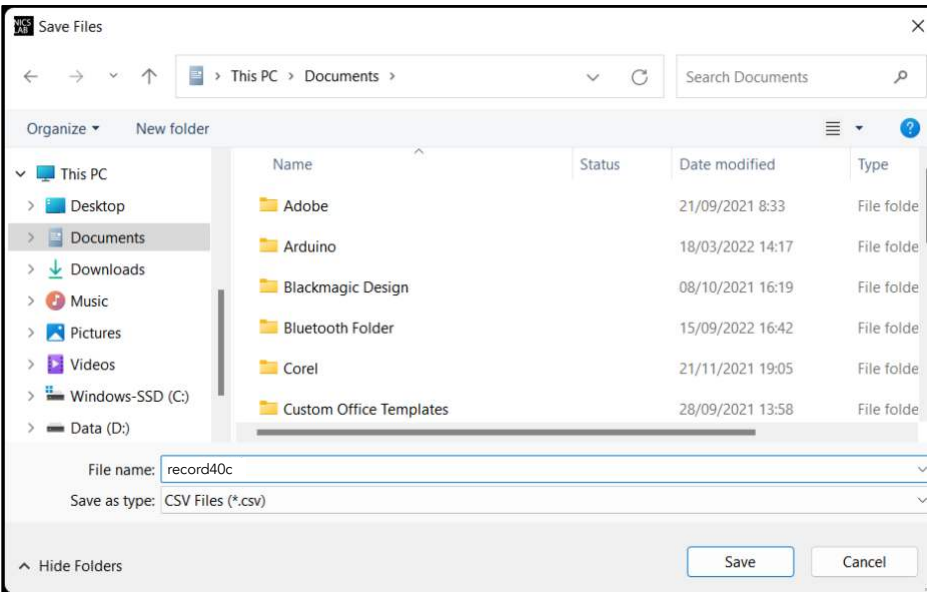 NICS LAB Save Files
This PC > Documents >
Search Documents
Organize New folder
Name Status Date modified Type
This PC
Desktop
Documents
Downloads
Music
Pictures
Videos
Windows-SSD (C:)
Data (D:)
Adobe 21/09/2021 8:33 File folde
Arduino 18/03/2022 14:17 File folde
Blackmagic Design 08/10/2021 16:19 File folde
Bluetooth Folder 15/09/2022 16:42 File folde
Corel 21/11/2021 19:05 File folde
Custom Office Templates 28/09/2021 13:58 File folde
File name: record40c
Save as type: CSV Files (*.csv)
Hide Folders
Save Cancel